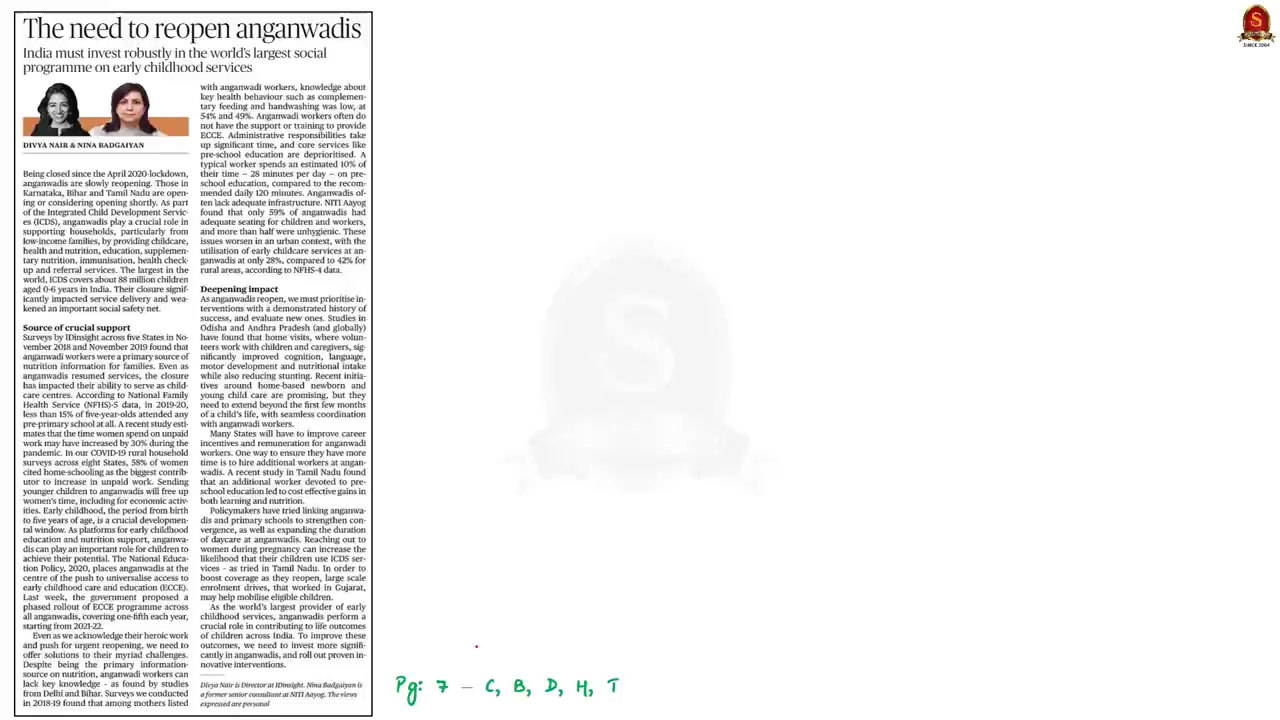 The need to reopen anganwadis
India must invest robustly in the world's largest social
programme on early childhood services
DIVYA NAIR & NINA BADGAIYAN
Being closed since the April 2020-lockdown,
anganwadis are slowly reopening. Those in
Karnataka, Bihar and Tamil Nadu are open-
ing or considering opening shortly. As part
of the Integrated Child Development Servic-
es (ICDS), anganwadis play a crucial role in
supporting households, particularly from
low-income families, by providing childcare,
health and nutrition, education, supplemen-
tary nutrition, immunisation, health check-
up and referral services. The largest in the
world, ICDS covers about 88 million children
aged 0-6 years in India. Their closure signif-
icantly impacted service delivery and wea-
kened an important social safety net.
Source of crucial support
Surveys by IDinsight across five States in No-
vember 2018 and November 2019 found that
anganwadi workers were a primary source of
nutrition information for families. Even as
anganwadis resumed services, the closure
has impacted their ability to serve as child-
care centres. According to National Family
Health Service (NFHS)-5 data, in 2019-20,
less than 15% of five-year-olds attended any
pre-primary school at all. A recent study esti-
mates that the time women spend on unpaid
work may have increased by 30% during the
pandemic. In our COVID-19 rural household
surveys across eight States, 58% of women
cited home-schooling as the biggest contrib-
utor to increase in unpaid work. Sending
younger children to anganwadis will free up
women's time, including for economic activ-
ities. Early childhood, the period from birth
to five years of age, is a crucial developmen-
tal window. As platforms for early childhood
education and nutrition support, anganwa-
dis can play an important role for children to
achieve their potential. The National Educa-
tion Policy, 2020, places anganwadis at the
centre of the push to universalise access to
early childhood care and education (ECCE).
Last week, the government proposed a
phased rollout of ECCE programme across
all anganwadis, covering one-fifth each year,
starting from 2021-22.
Even as we acknowledge their heroic work
and push for urgent reopening, we need to
offer solutions to their myriad challenges.
Despite being the primary information-
source on nutrition, anganwadi workers can
lack key knowledge - as found by studies
from Delhi and Bihar. Surveys we conducted
in 2018-19 found that among mothers listed
with anganwadi workers, knowledge about
key health behaviour such as complemen-
tary feeding and handwashing was low, at
54% and 49%. Anganwadi workers often do
not have the support or training to provide
ECCE. Administrative responsibilities take
up significant time, and core services like
pre-school education are deprioritised. A
typical worker spends an estimated 10% of
their time – 28 minutes per day – on pre-
school education, compared to the recom-
mended daily 120 minutes. Anganwadis of-
ten lack adequate infrastructure. NITI Aayog
found that only 59% of anganwadis had
adequate seating for children and workers,
and more than half were unhygienic. These
issues worsen in an urban context, with the
utilisation of early childcare services at an-
ganwadis at only 28%, compared to 42% for
rural areas, according to NFHS-4 data.
Deepening impact
As anganwadis reopen, we must prioritise in-
terventions with a demonstrated history of
success, and evaluate new ones. Studies in
Odisha and Andhra Pradesh (and globally)
have found that home visits, where volun-
teers work with children and caregivers, sig-
nificantly improved cognition, language,
motor development and nutritional intake
while also reducing stunting. Recent initia-
tives around home-based newborn and
young child care are promising, but they
need to extend beyond the first few months
of a child's life, with seamless coordination
with anganwadi workers.
Many States will have to improve career
incentives and remuneration for anganwadi
workers. One way to ensure they have more
time is to hire additional workers at angan-
wadis. A recent study in Tamil Nadu found
that an additional worker devoted to pre-
school education led to cost effective gains in
both learning and nutrition.
Policymakers have tried linking anganwa-
dis and primary schools to strengthen con-
vergence, as well as expanding the duration
of daycare at anganwadis. Reaching out to
women during pregnancy can increase the
likelihood that their children use ICDS ser-
vices - as tried in Tamil Nadu. In order to
boost coverage as they reopen, large scale
enrolment drives, that worked in Gujarat,
may help mobilise eligible children.
As the world's largest provider of early
childhood services, anganwadis perform a
crucial role in contributing to life outcomes
of children across India. To improve these
outcomes, we need to invest more signifi-
cantly in anganwadis, and roll out proven in-
novative interventions.
Divya Nair is Director at IDinsight. Nina Badgaiyan is
a former senior consultant at NITI Aayog. The views
expressed are personal
Pg: 7 – C, B, D, H, T
S
SINCE 2004
S